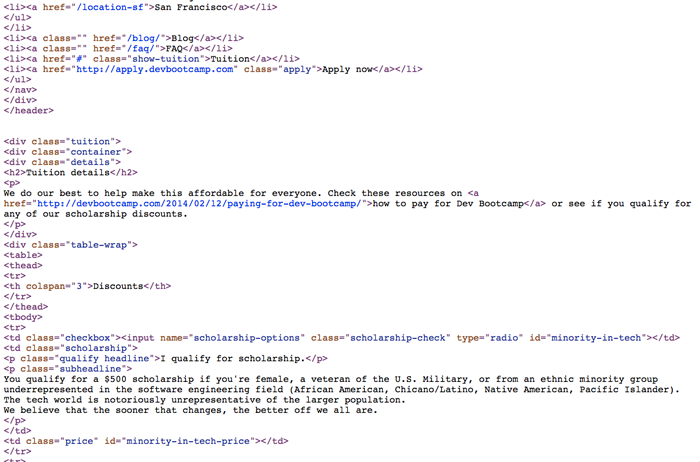 <li><a href="/location-sf">San Francisco</a></li>
</ul>
</li>
<li><a class="" href="/blog/">Blog</a></li>
<li><a class="" href="/faq/">FAQ</a></li>
<li><a href="#" class="show-tuition">Tuition</a></li>
<li><a href="http://apply.devbootcamp.com" class="apply">Apply now</a></li>
</ul>
</nav>
</div>
</header>
<div class="tuition">
<div class="container">
<div class="details">
<h2>Tuition details</h2>
<p>
We do our best to help make this affordable for everyone. Check these resources on <a
href="http://devbootcamp.com/2014/02/12/paying-for-dev-bootcamp/">how to pay for Dev Bootcamp</a> or see if you qualify for
any of our scholarship discounts.
</p>
</div>
<div class="table-wrap">
<table>
<thead>
<tr>
<th colspan="3">Discounts</th>
</tr>
</thead>
<tbody>
<tr>
<td class="checkbox"><input name="scholarship-options" class="scholarship-check" type="radio" id="minority-in-tech"></td>
<td class="scholarship">
<p class="qualify headline">I qualify for scholarship.</p>
<p class="subheadline">
You qualify for a $500 scholarship if you're female, a veteran of the U.S. Military, or from an ethnic minority group
underrepresented in the software engineering field (African American, Chicano/Latino, Native American, Pacific Islander).
The tech world is notoriously unrepresentative of the larger population.
We believe that the sooner that changes, the better off we all are.
</p>
</td>
<td class="price" id="minority-in-tech-price"></td>
</tr>
<tr>